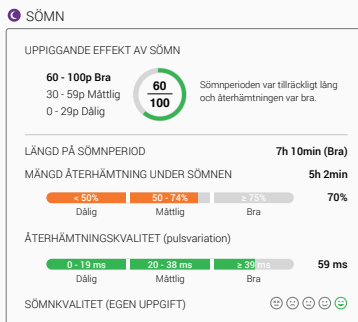 SÖMN
UPPIGGANDE EFFEKT AV SÖMN
60 - 100p Bra
30 - 59p Måttlig
0 - 29p Dålig
60
100
Sömnperioden var tillräckligt lång
och återhämtningen var bra.
LÄNGD PÅ SÖMNPERIOD 7h 10min (Bra)
MÄNGD ÅTERHÄMTNING UNDER SÖMNEN 5h 2min
< 50% 50 - 74% ≥ 75% 70%
Dålig Måttlig Bra
ÅTERHÄMTNINGSKVALITET (pulsvariation)
0 - 19 ms 20 - 38 ms ≥ 39 ms 59 ms
Dålig Måttlig Bra
SÖMNKVALITET (EGEN UPPGIFT)